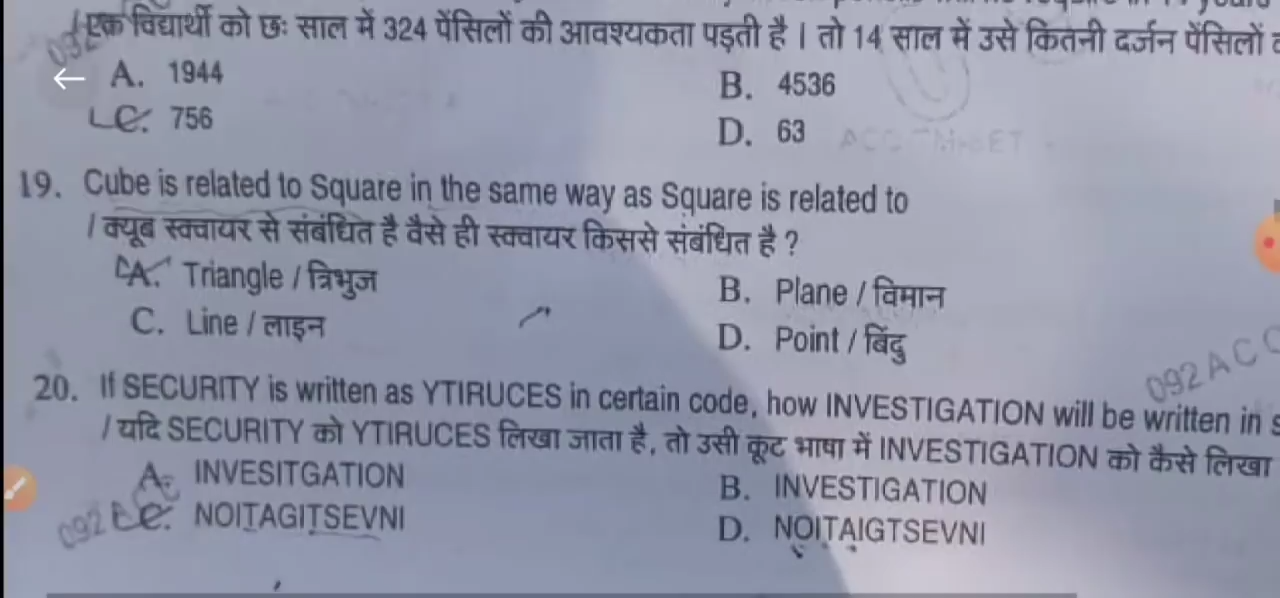 / एक विद्यार्थी को छः साल में 324 पेंसिलों की आवश्यकता पड़ती है । तो 14 साल में उसे कितनी दर्जन पेंसिलों
A. 1944 B. 4536
C. 756 D. 63
19. Cube is related to Square in the same way as Square is related to
/ क्यूब स्क्वायर से संबंधित है वैसे ही स्क्वायर किससे संबंधित है ?
A. Triangle / त्रिभुज B. Plane / विमान
C. Line / लाइन D. Point / बिंदु
092 A C C
20. If SECURITY is written as YTIRUCES in certain code, how INVESTIGATION will be written in s
/ यदि SECURITY को YTIRUCES लिखा जाता है, तो उसी कूट भाषा में INVESTIGATION को कैसे लिखा
A. INVESITGATION B. INVESTIGATION
092 C. NOITAGITSEVNI D. NOITAIGTSEVNI